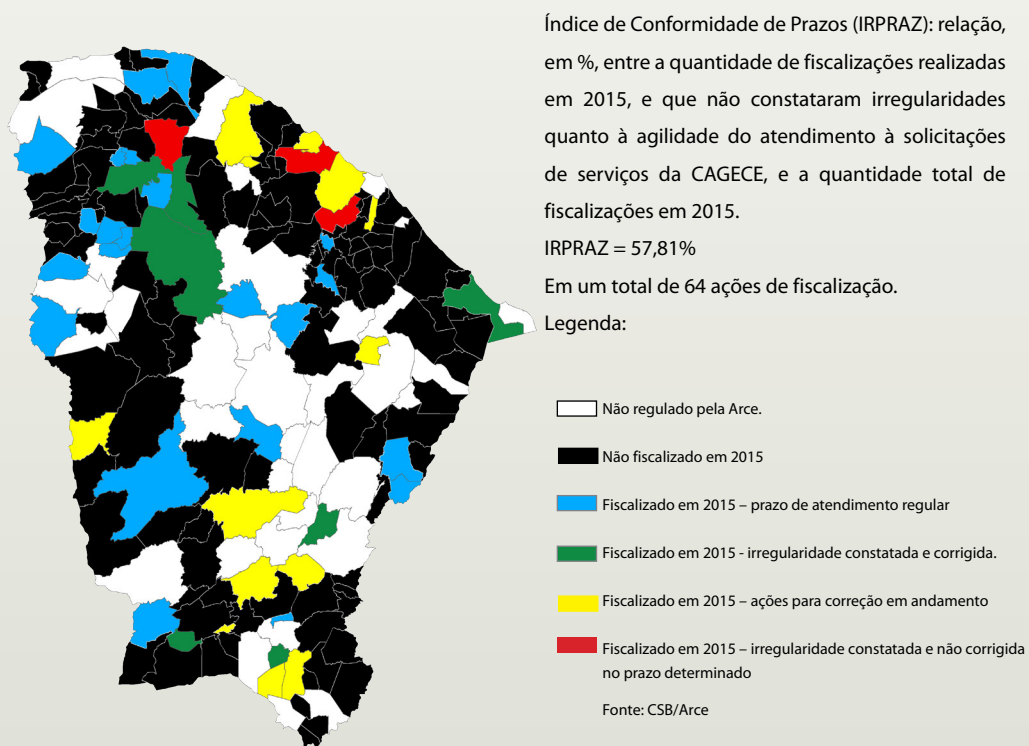 Índice de Conformidade de Prazos (IRPRAZ): relação,
em %, entre a quantidade de fiscalizações realizadas
em 2015, e que não constataram irregularidades
quanto à agilidade do atendimento à solicitações
de serviços da CAGECE, e a quantidade total de
fiscalizações em 2015.
IRPRAZ = 57,81%
Em um total de 64 ações de fiscalização.
Legenda:
Não regulado pela Arce.
Não fiscalizado em 2015
Fiscalizado em 2015 – prazo de atendimento regular
Fiscalizado em 2015 - irregularidade constatada e corrigida.
Fiscalizado em 2015 – ações para correção em andamento
Fiscalizado em 2015 – irregularidade constatada e não corrigida
no prazo determinado
Fonte: CSB/Arce